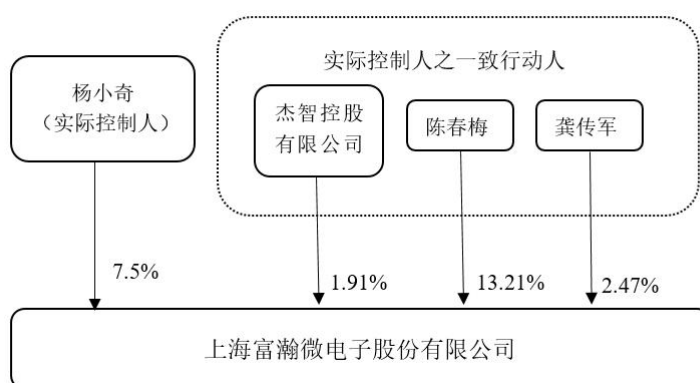 实际控制人之一致行动人
杨小奇
（实际控制人）
杰智控股
有限公司
陈春梅
龚传军
7.5%
1.91%
13.21%
2.47%
上海富瀚微电子股份有限公司